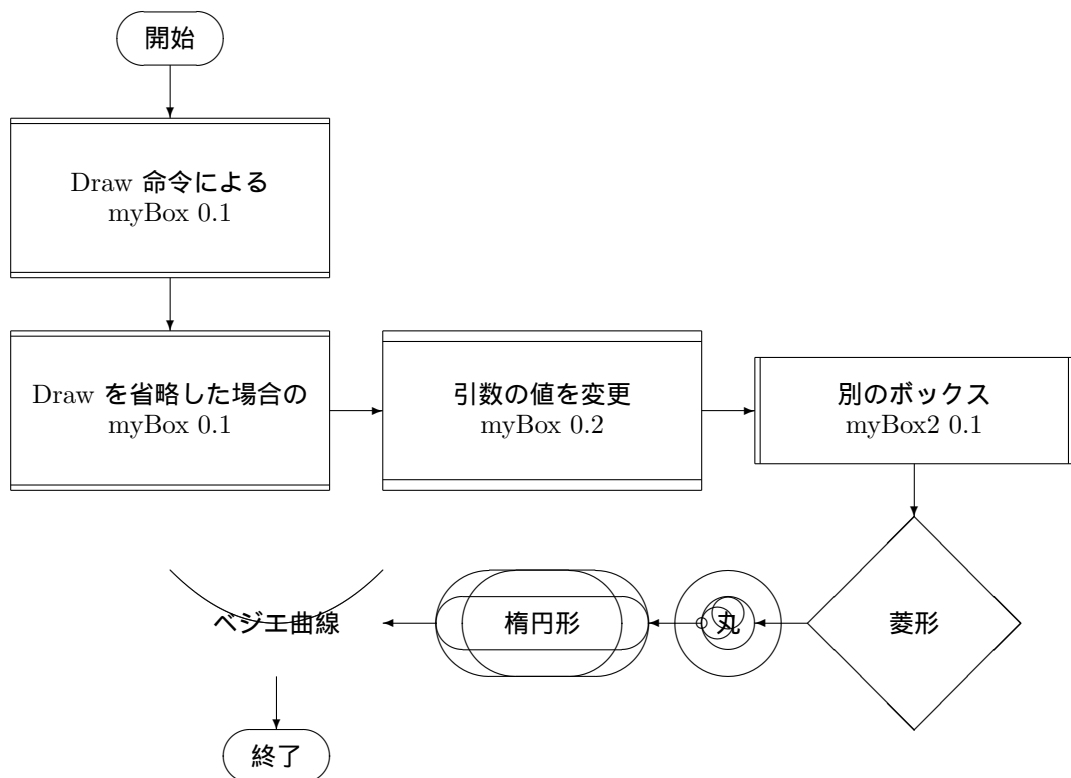 開始
Draw 命令による
myBox 0.1
Draw を省略した場合の
myBox 0.1
引数の値を変更
myBox 0.2
別のボックス
myBox2 0.1
菱形
丸
楕円形
ベジエ曲線
終了